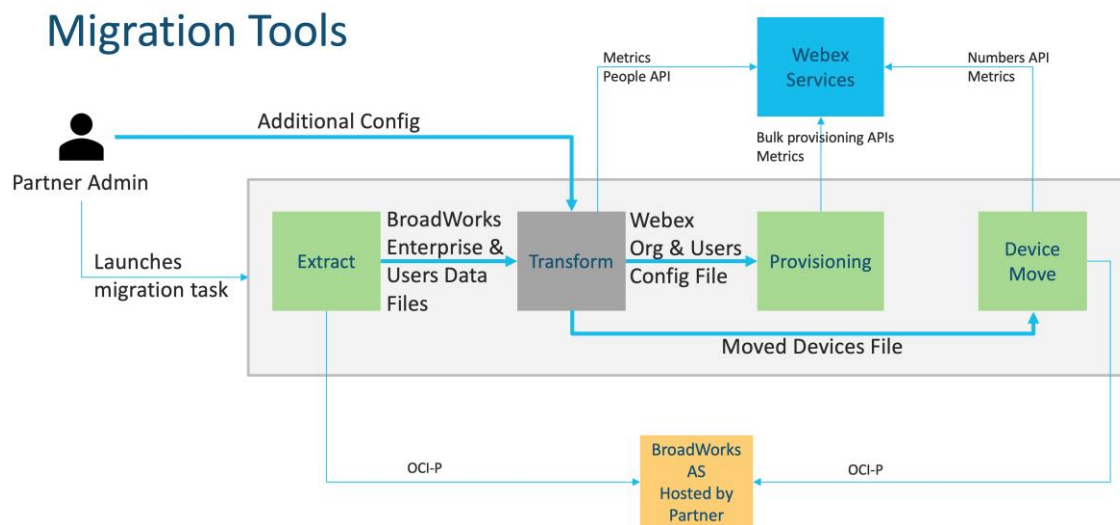 Migration Tools
Webex
Services
Metrics
People API
Numbers API
Metrics
Additional Config
Bulk provisioning APIs
Metrics
Partner Admin
Launches
migration task
Extract
BroadWorks
Enterprise &
Users Data
Files
Transform
Webex
Org & Users
Config File
Provisioning
Device
Move
Moved Devices File
OCI-P
BroadWorks
AS
Hosted by
Partner
OCI-P